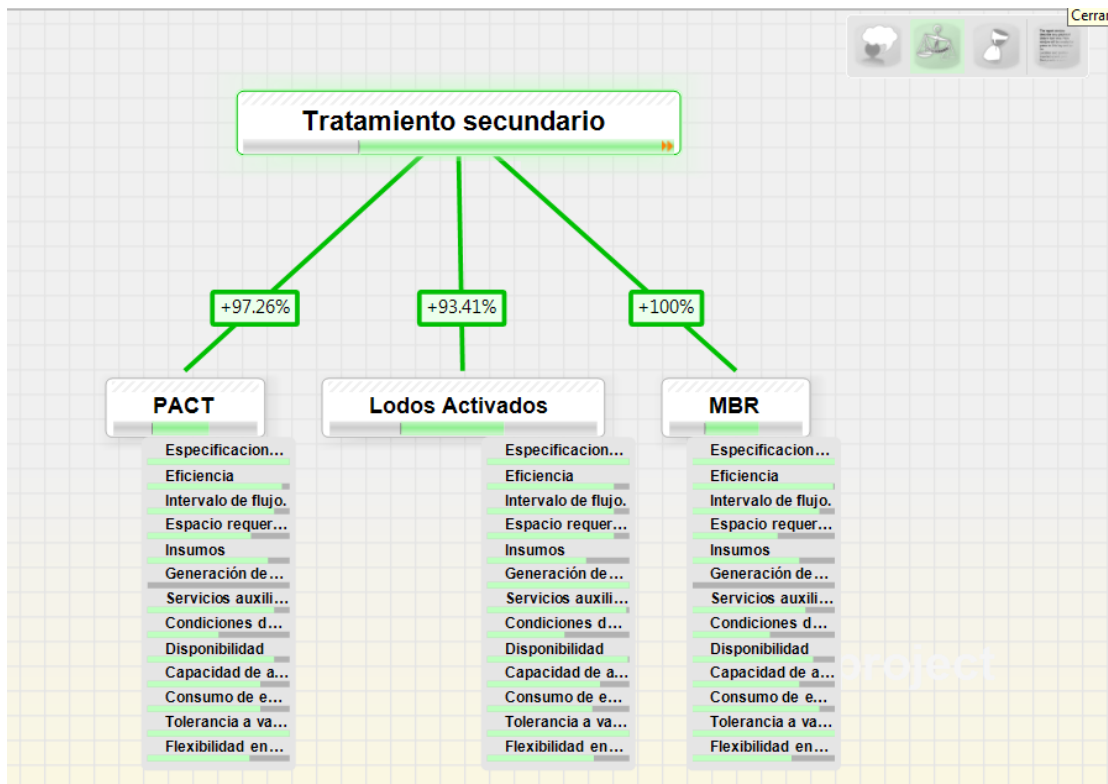 Cerrar
Tratamiento secundario
+97.26%
+93.41%
+100%
PACT
Lodos Activados
MBR
Especificacion...
Eficiencia
Intervalo de flujo.
Espacio requer...
Insumos
Generación de...
Servicios auxili...
Condiciones d...
Disponibilidad
Capacidad de a...
Consumo de e...
Tolerancia a va...
Flexibilidad en...
Especificacion...
Eficiencia
Intervalo de flujo.
Espacio requer...
Insumos
Generación de...
Servicios auxili...
Condiciones d...
Disponibilidad
Capacidad de a...
Consumo de e...
Tolerancia a va...
Flexibilidad en...
Especificacion...
Eficiencia
Intervalo de flujo.
Espacio requer...
Insumos
Generación de...
Servicios auxili...
Condiciones d...
Disponibilidad
Capacidad de a...
Consumo de e...
Tolerancia a va...
Flexibilidad en...
project